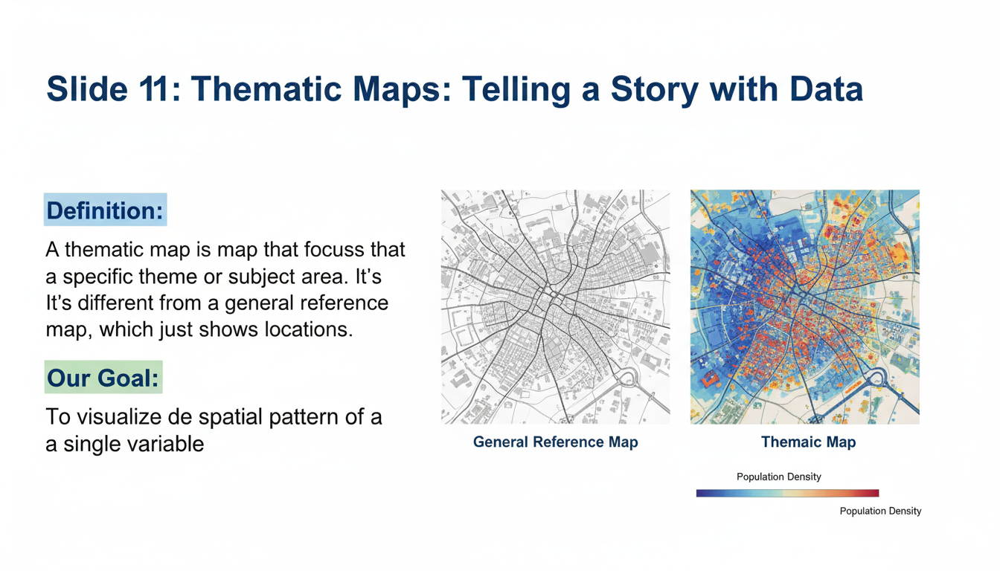 Slide 11: Thematic Maps: Telling a Story with Data
Definition:
A thematic map is map that focuss that
a specific theme or subject area. It's
It's different from a general reference
map, which just shows locations.
Our Goal:
To visualize de spatial pattern of a
a single variable
General Reference Map
Themaic Map
Population Density
Population Density